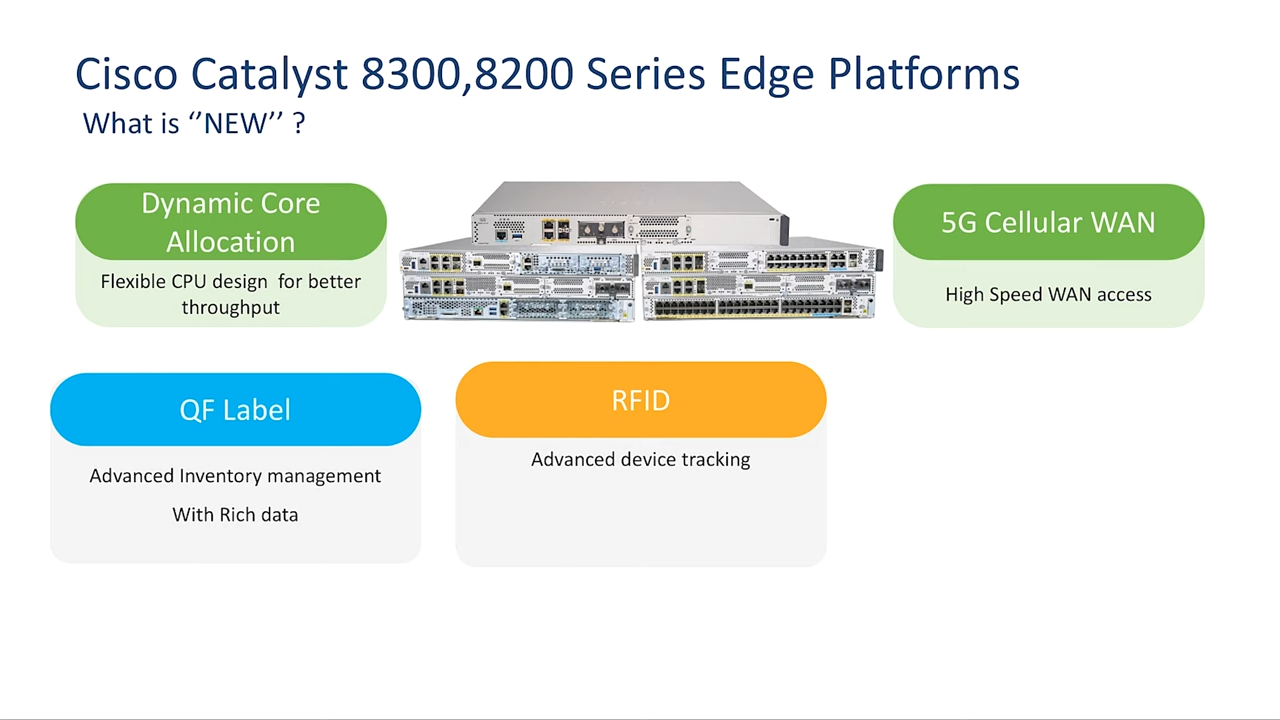 Cisco Catalyst 8300,8200 Series Edge Platforms
What is ‘’NEW’’ ?
Dynamic Core
Allocation
Flexible CPU design  for better
throughput
5G Cellular WAN
High Speed WAN access
QF Label
Advanced Inventory management
With Rich data
RFID
Advanced device tracking